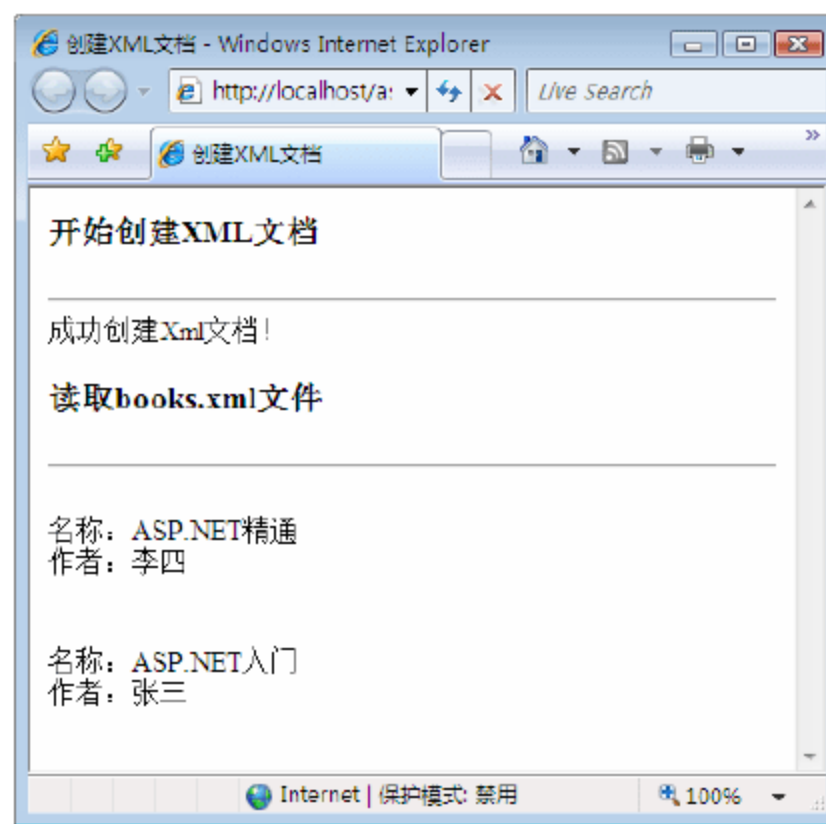 创建XML文档 - Windows Internet Explorer
http://localhost/a
Live Search
创建XML文档
开始创建XML文档
成功创建Xml文档！
读取books.xml文件
名称：ASP.NET精通
作者：李四
名称：ASP.NET入门
作者：张三
Internet | 保护模式: 禁用
100%